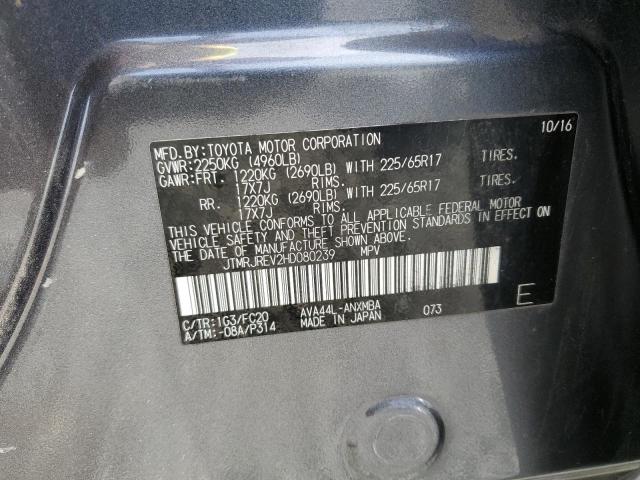 MFD.BY:TOYOTA MOTOR CORPORATION 10/16
GVWR:2250KG (4960LB)
GAWR:FRT. 1220KG (2690LB) WITH 225/65R17 TIRES.
17X7J RIMS.
RR. 1220KG (2690LB) WITH 225/65R17 TIRES.
17X7J RIMS.
THIS VEHICLE CONFORMS TO ALL APPLICABLE FEDERAL MOTOR
VEHICLE SAFETY AND THEFT PREVENTION STANDARDS IN EFFECT ON
THE DATE OF MANUFACTURE SHOWN ABOVE.
JTMRJREV2HD080239 MPV
C/TR:1G3/FC20 AVA44L-ANXMBA 073 E
A/TM:-08A/P314 MADE IN JAPAN